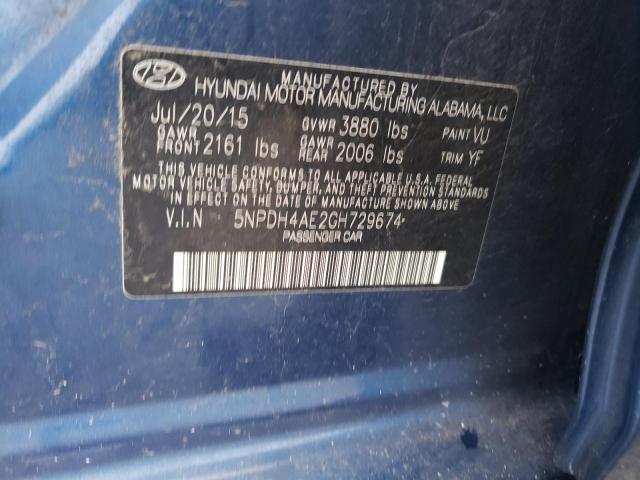 MANUFACTURED BY
HYUNDAI MOTOR MANUFACTURING ALABAMA, LLC
Jul/20/15 GVWR 3880 lbs PAINT VU
GAWR FRONT 2161 lbs GAWR REAR 2006 lbs TRIM YF
THIS VEHICLE CONFORMS TO ALL APPLICABLE U.S.A. FEDERAL
MOTOR VEHICLE SAFETY, BUMPER, AND THEFT PREVENTION STANDARDS
IN EFFECT ON THE DATE OF MANUFACTURE SHOWN ABOVE.
V.I.N 5NPDH4AE2GH729674
PASSENGER CAR